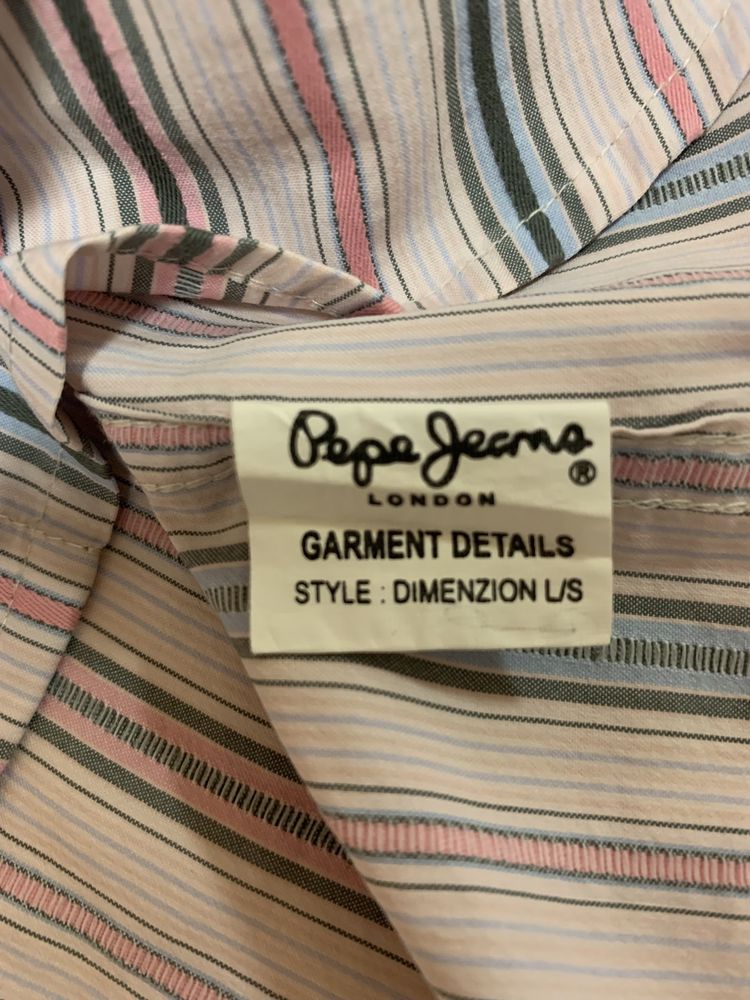 Pepe Jeans®
LONDON
GARMENT DETAILS
STYLE : DIMENZION L/S